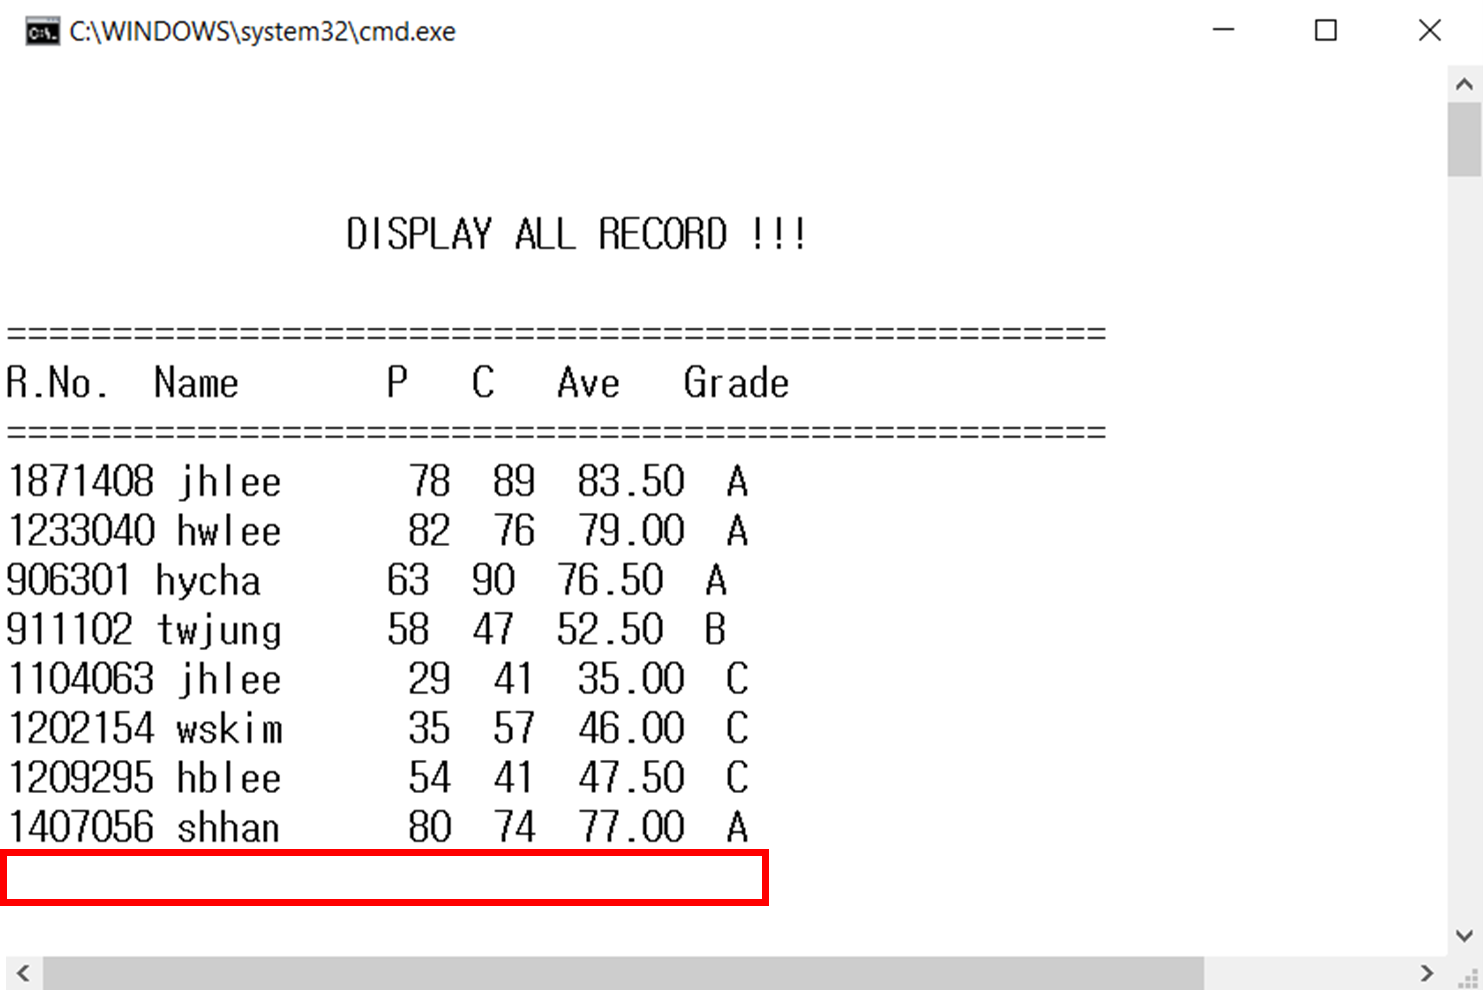 C:\WINDOWS\system32\cmd.exe
DISPLAY ALL RECORD !!!
====================================================
R.No.  Name       P   C   Ave   Grade
====================================================
1871408 jhlee      78  89  83.50  A
1233040 hwlee      82  76  79.00  A
906301 hycha      63  90  76.50  A
911102 twjung     58  47  52.50  B
1104063 jhlee      29  41  35.00  C
1202154 wskim      35  57  46.00  C
1209295 hblee      54  41  47.50  C
1407056 shhan      80  74  77.00  A